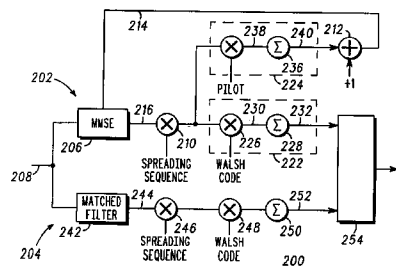 214
238
240
212
Σ
236
PILOT
224
+1
202
MMSE
206
216
210
230
226
Σ
232
228
SPREADING
SEQUENCE
WALSH
CODE
222
208
204
MATCHED
FILTER
242
244
246
248
252
Σ
250
SPREADING
SEQUENCE
WALSH
CODE
254
200